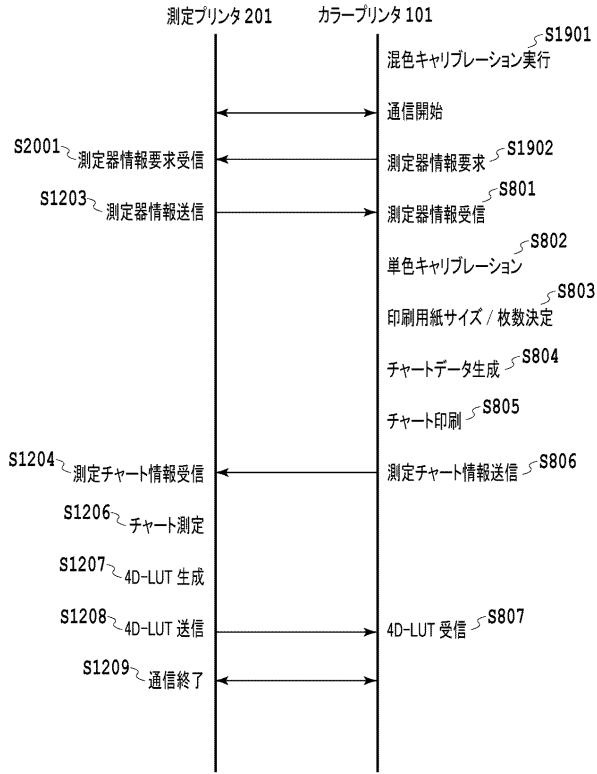 測定プリンタ 201 カラープリンタ 101
S1901
混色キャリブレーション実行
通信開始
S2001
測定器情報要求受信
S1902
測定器情報要求
S1203
測定器情報送信
S801
測定器情報受信
S802
単色キャリブレーション
S803
印刷用紙サイズ / 枚数決定
S804
チャートデータ生成
S805
チャート印刷
S1204
測定チャート情報受信
S806
測定チャート情報送信
S1206
チャート測定
S1207
4D-LUT 生成
S1208
4D-LUT 送信
S807
4D-LUT 受信
S1209
通信終了